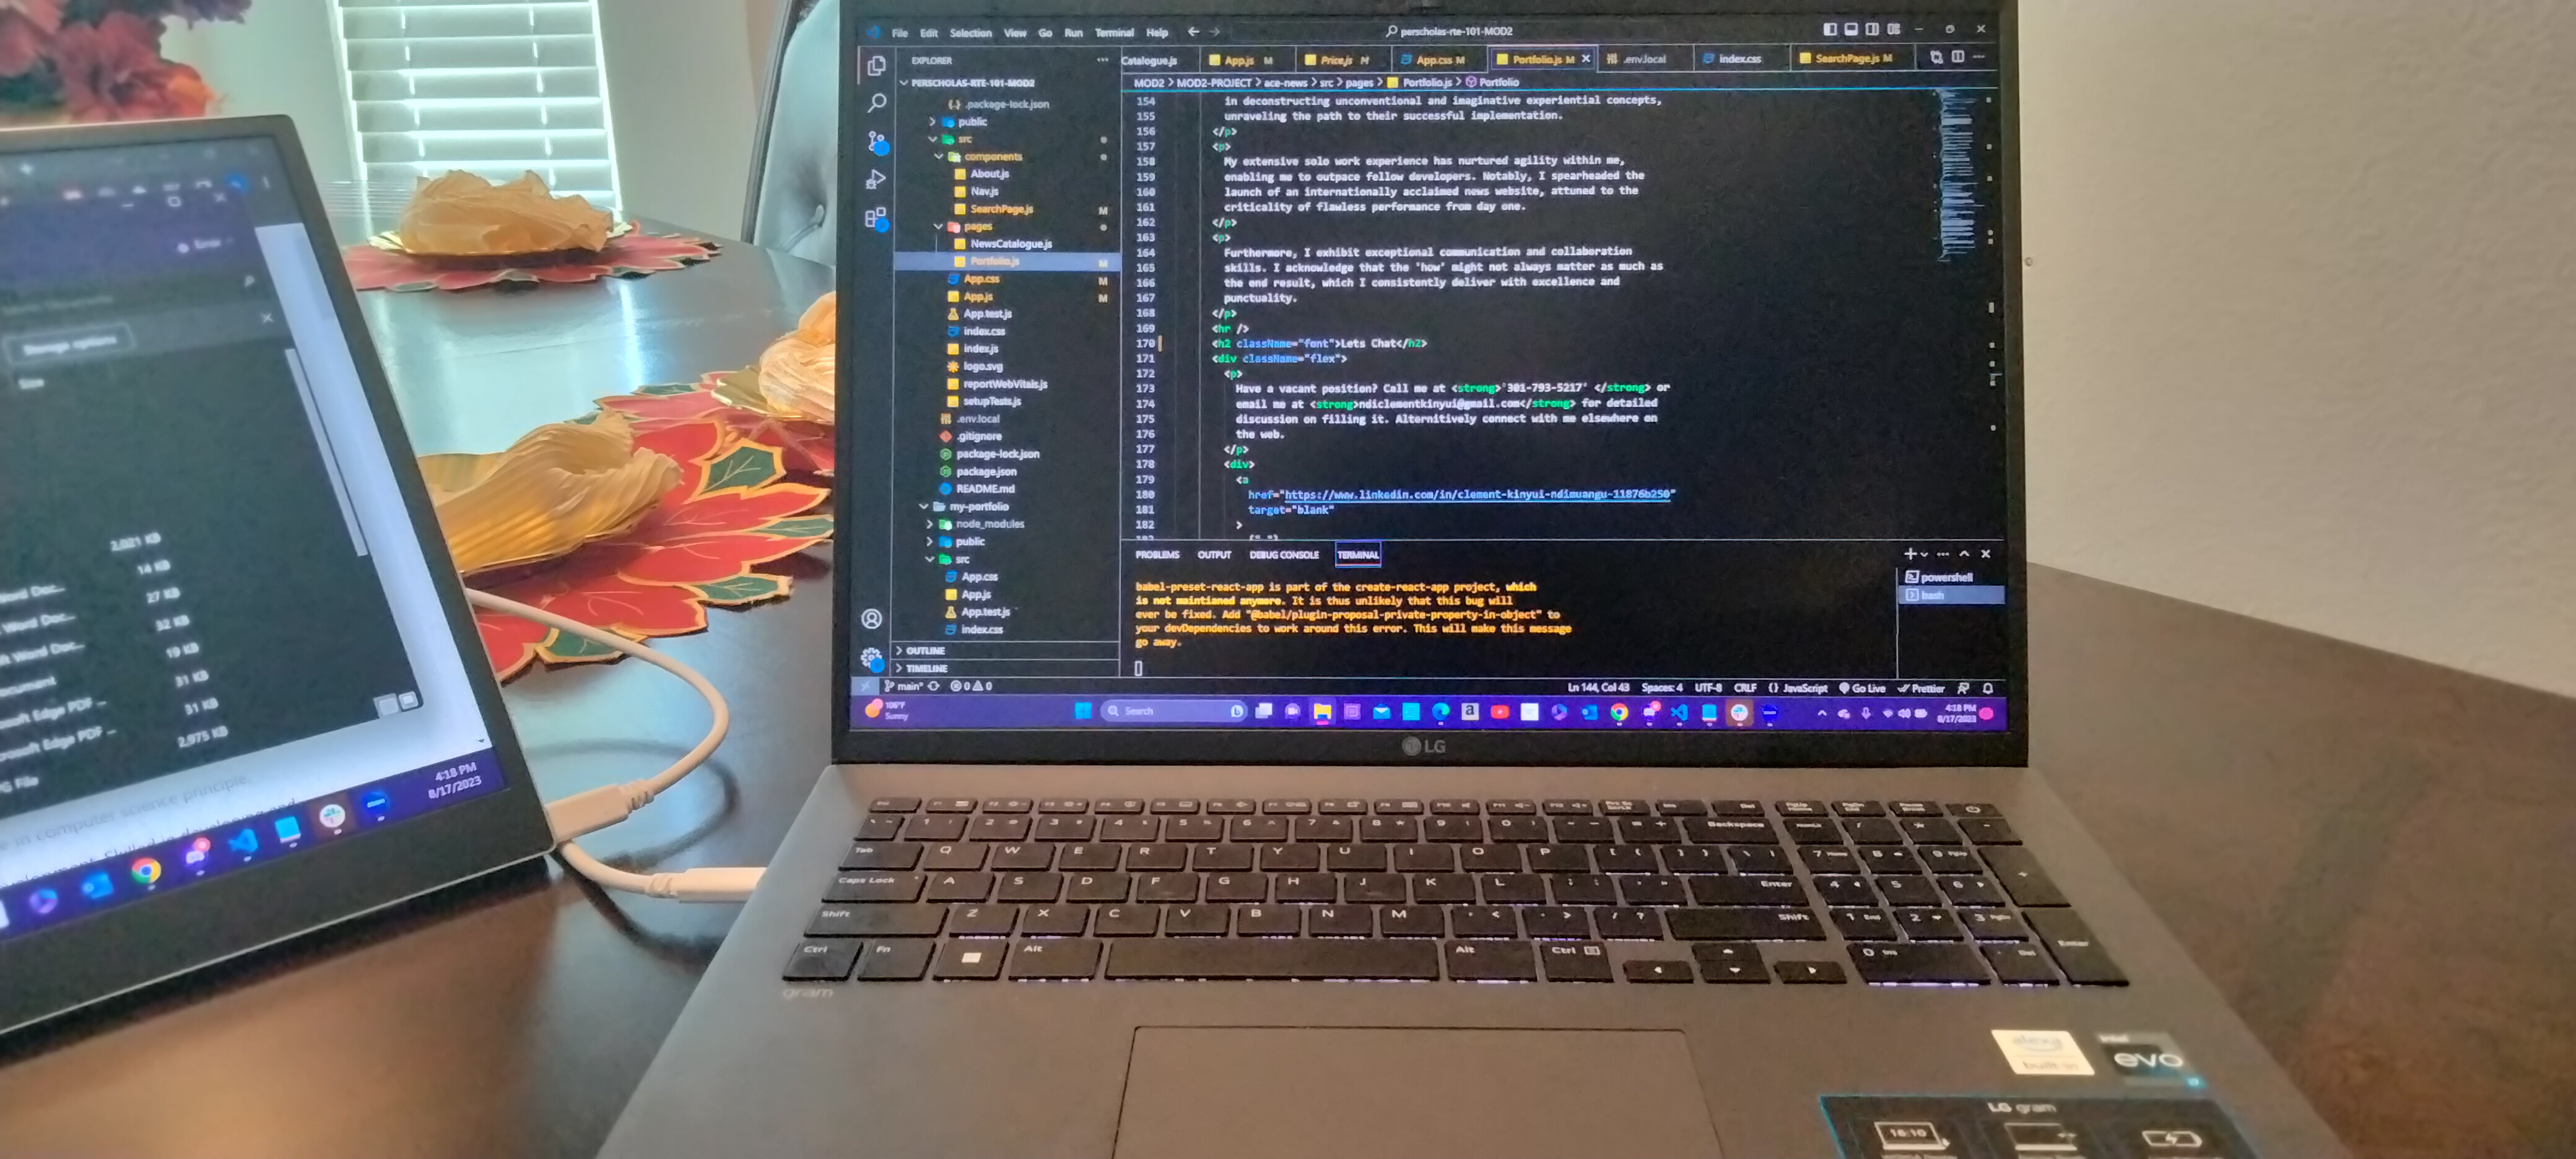 File Edit Selection View Go Run Terminal Help
perscholas-rte-101-MOD2
EXPLORER
PERSCHOLAS-RTE-101-MOD2
.package-lock.json
public
src
components
About.js
Nav.js
SearchPage.js M
pages
NewsCatalogue.js
Portfolio.js M
App.css M
App.js M
App.test.js
index.css
index.js
logo.svg
reportWebVitals.js
setupTests.js
.env.local
.gitignore
package-lock.json
package.json
README.md
my-portfolio
node_modules
public
src
App.css
App.js
App.test.js
index.css
OUTLINE
TIMELINE
Catalogue.js App.js M Price.js M App.css M Portfolio.js M .env.local index.css SearchPage.js M
MOD2 > MOD2-PROJECT > ace-news > src > pages > Portfolio.js > Portfolio
154 in deconstructing unconventional and imaginative experiential concepts,
155 unraveling the path to their successful implementation.
156 </p>
157 <p>
158 My extensive solo work experience has nurtured agility within me,
159 enabling me to outpace fellow developers. Notably, I spearheaded the
160 launch of an internationally acclaimed news website, attuned to the
161 criticality of flawless performance from day one.
162 </p>
163 <p>
164 Furthermore, I exhibit exceptional communication and collaboration
165 skills. I acknowledge that the 'how' might not always matter as much as
166 the end result, which I consistently deliver with excellence and
167 punctuality.
168 </p>
169 <hr />
170 <h2 className="font">Lets Chat</h2>
171 <div className="flex">
172 <p>
173 Have a vacant position? Call me at <strong>'301-793-5217' </strong> or
174 email me at <strong>ndiclementkinyui@gmail.com</strong> for detailed
175 discussion on filling it. Alternitively connect with me elsewhere on
176 the web.
177 </p>
178 <div>
179 <a
180 href="https://www.linkedin.com/in/clement-kinyui-ndimuangu-11876b250"
181 target="blank"
182 >
PROBLEMS OUTPUT DEBUG CONSOLE TERMINAL
babel-preset-react-app is part of the create-react-app project, which
is not maintianed anymore. It is thus unlikely that this bug will
ever be fixed. Add "@babel/plugin-proposal-private-property-in-object" to
your devDependencies to work around this error. This will make this message
go away.
powershell
bash
main* 0 0 Ln 144, Col 43 Spaces: 4 UTF-8 CRLF {} JavaScript Go Live Prettier
106°F
Sunny
Search
4:18 PM
8/17/2023
LG
Storage options
Size
2,021 KB
14 KB
Word Doc... 27 KB
Word Doc... 32 KB
Word Doc... 19 KB
ocument 31 KB
soft Edge PDF ... 31 KB
crosoft Edge PDF ... 2,975 KB
G File
e in computer science principle.
4:18 PM
8/17/2023
Backspace
Tab Q W E R T Y U I O P
Caps Lock A S D F G H J K L Enter
Shift Z X C V B N M Shift
Ctrl Fn Alt Alt Ctrl
gram
alexa
built-in
intel
evo
LG gram
16:10